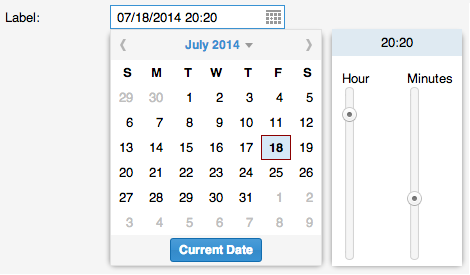 Label: 07/18/2014 20:20
July 2014
S M T W T F S
29 30 1 2 3 4 5
6 7 8 9 10 11 12
13 14 15 16 17 18 19
20 21 22 23 24 25 26
27 28 29 30 31 1 2
3 4 5 6 7 8 9
Current Date
20:20
Hour Minutes